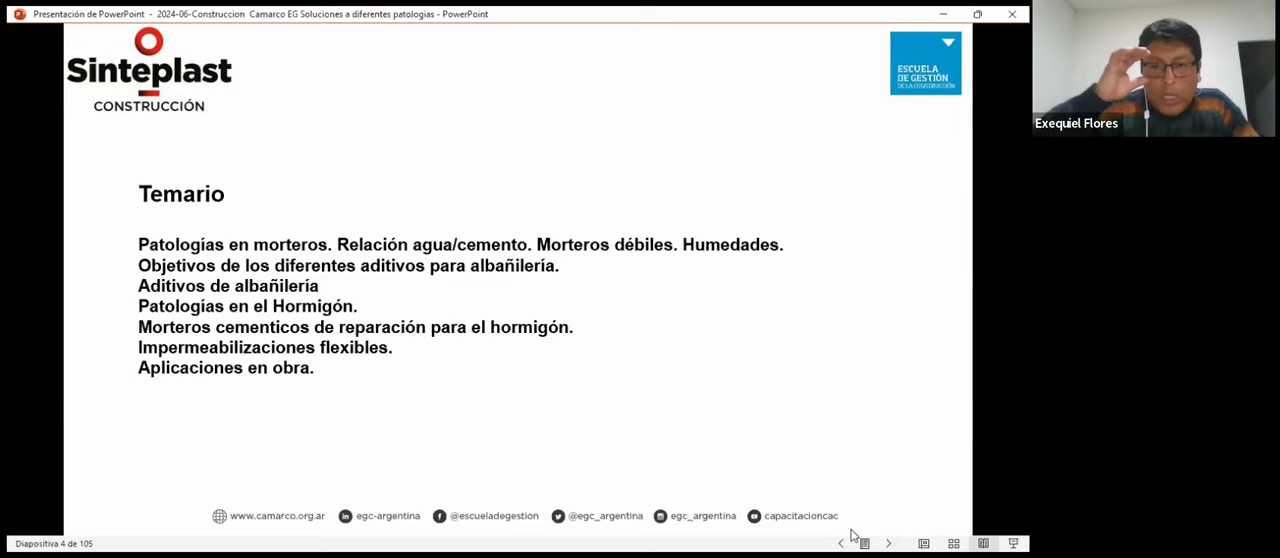 Presentación de PowerPoint - 2024-06-Construccion Camarco EG Soluciones a diferentes patologias - PowerPoint
Sinteplast
CONSTRUCCIÓN
ESCUELA
DE GESTIÓN
DE LA CONSTRUCCIÓN
Exequiel Flores
Temario
Patologías en morteros. Relación agua/cemento. Morteros débiles. Humedades.
Objetivos de los diferentes aditivos para albañilería.
Aditivos de albañilería
Patologías en el Hormigón.
Morteros cementicos de reparación para el hormigón.
Impermeabilizaciones flexibles.
Aplicaciones en obra.
www.camarco.org.ar egc-argentina @escueladegestion @egc_argentina egc_argentina capacitacioncac
Diapositiva 4 de 105